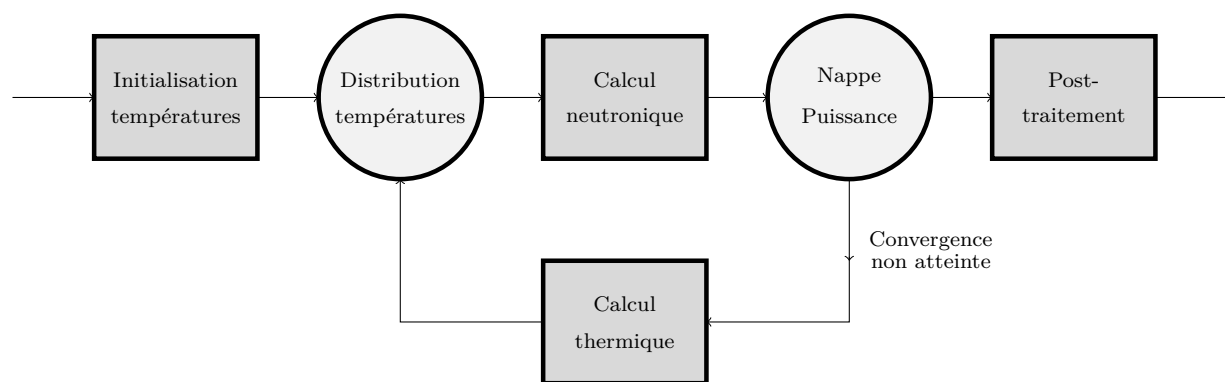 Initialisation
températures
Distribution
températures
Calcul
neutronique
Nappe
Puissance
Post-
traitement
Convergence
non atteinte
Calcul
thermique